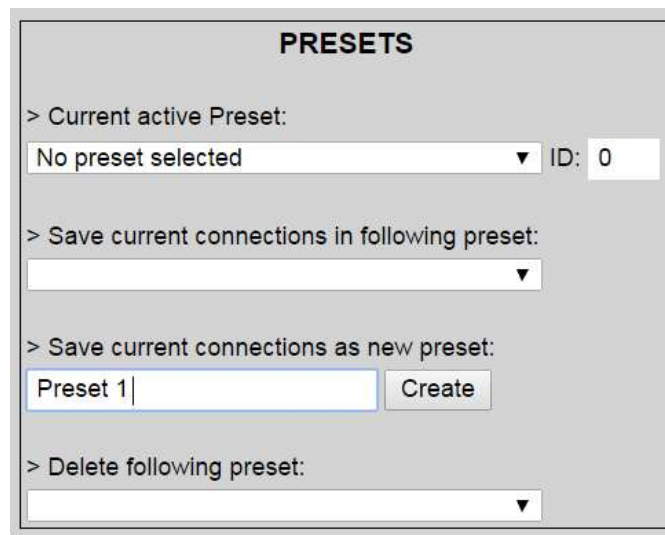 PRESETS
> Current active Preset:
No preset selected ▼ ID: 0
> Save current connections in following preset:
▼
> Save current connections as new preset:
Preset 1 Create
> Delete following preset:
▼